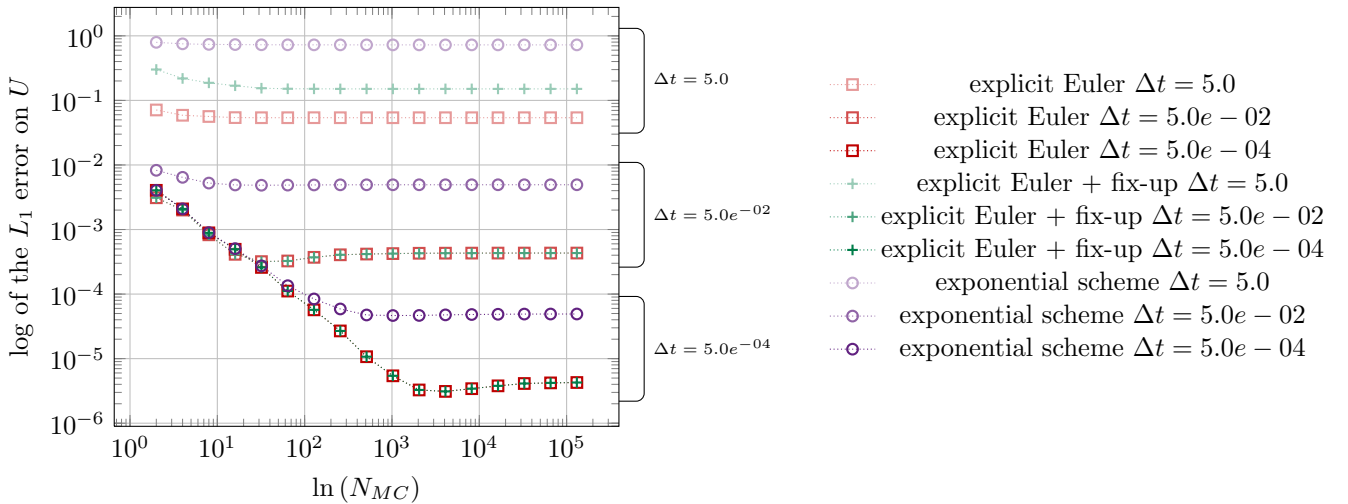 10^0
10^{-1}
10^{-2}
10^{-3}
10^{-4}
10^{-5}
10^{-6}
log of the L_1 error on U
10^0
10^1
10^2
10^3
10^4
10^5
ln (N_{MC})
Δt = 5.0
Δt = 5.0e^{-02}
Δt = 5.0e^{-04}
explicit Euler Δt = 5.0
explicit Euler Δt = 5.0e − 02
explicit Euler Δt = 5.0e − 04
explicit Euler + fix-up Δt = 5.0
explicit Euler + fix-up Δt = 5.0e − 02
explicit Euler + fix-up Δt = 5.0e − 04
exponential scheme Δt = 5.0
exponential scheme Δt = 5.0e − 02
exponential scheme Δt = 5.0e − 04